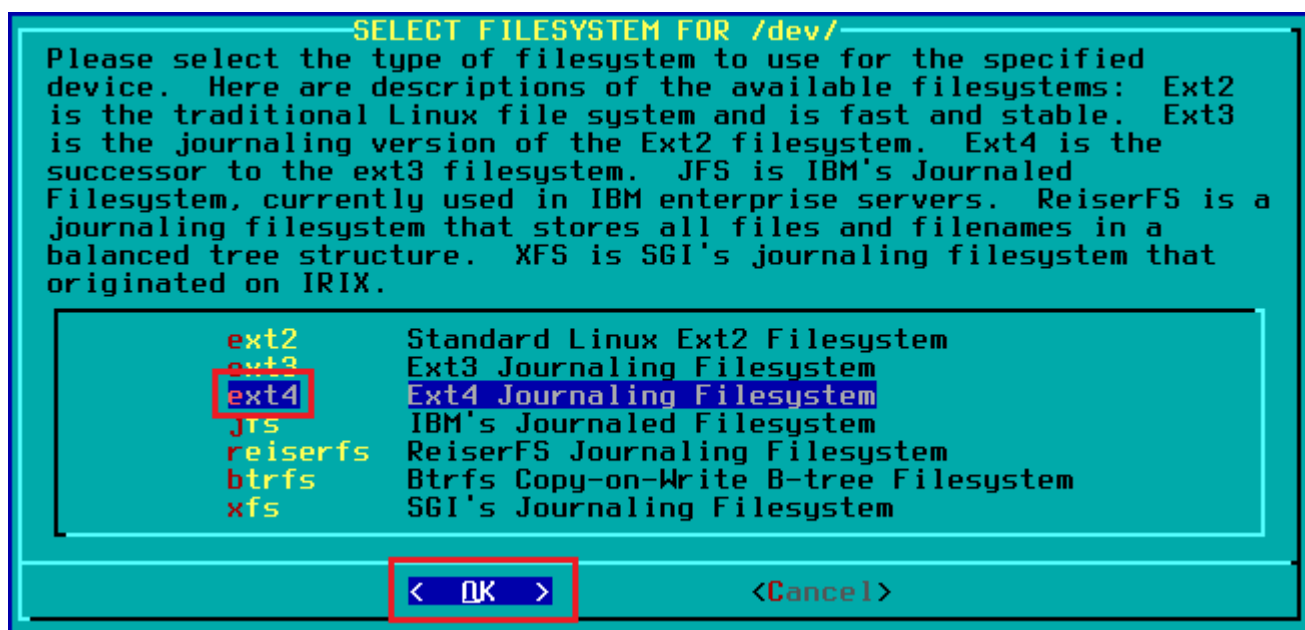 SELECT FILESYSTEM FOR /dev/
Please select the type of filesystem to use for the specified
device.  Here are descriptions of the available filesystems:  Ext2
is the traditional Linux file system and is fast and stable.  Ext3
is the journaling version of the Ext2 filesystem.  Ext4 is the
successor to the ext3 filesystem.  JFS is IBM's Journaled
Filesystem, currently used in IBM enterprise servers.  ReiserFS is a
journaling filesystem that stores all files and filenames in a
balanced tree structure.  XFS is SGI's journaling filesystem that
originated on IRIX.
ext2 Standard Linux Ext2 Filesystem
ext3 Ext3 Journaling Filesystem
ext4 Ext4 Journaling Filesystem
jfs IBM's Journaled Filesystem
reiserfs ReiserFS Journaling Filesystem
btrfs Btrfs Copy-on-Write B-tree Filesystem
xfs SGI's Journaling Filesystem
< OK > <Cancel>